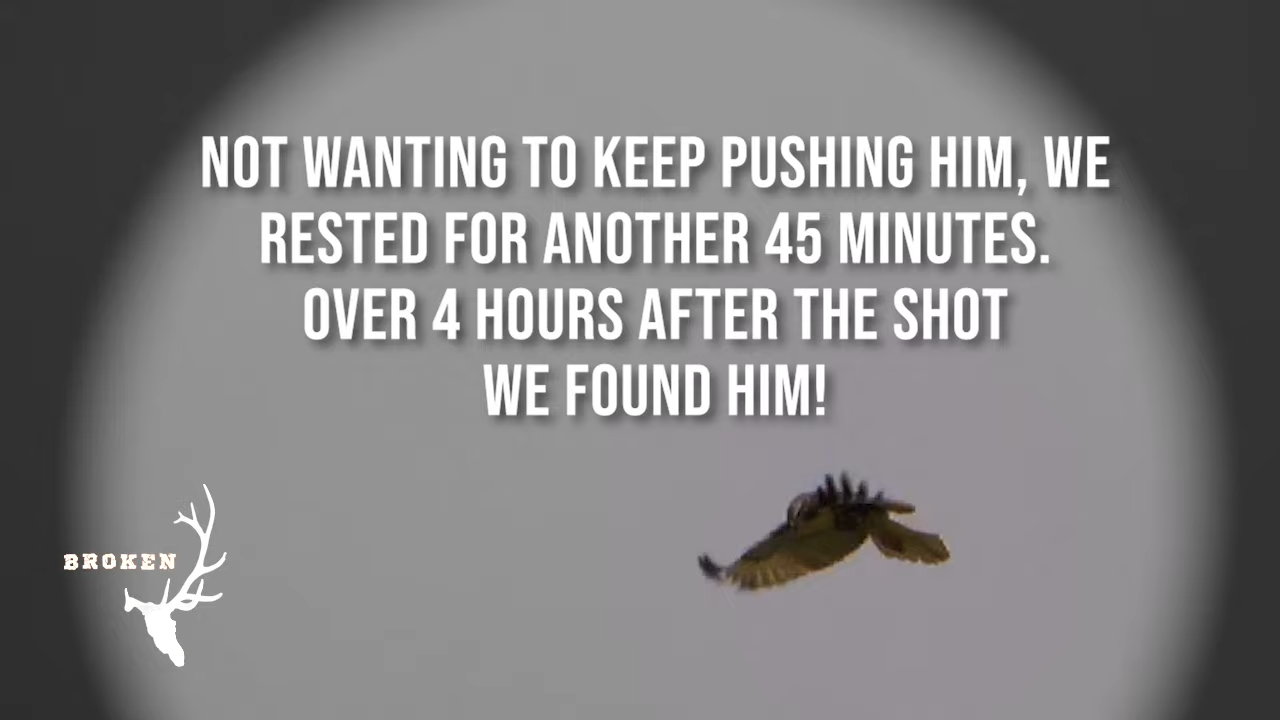 NOT WANTING TO KEEP PUSHING HIM, WE
RESTED FOR ANOTHER 45 MINUTES.
OVER 4 HOURS AFTER THE SHOT
WE FOUND HIM!
BROKEN